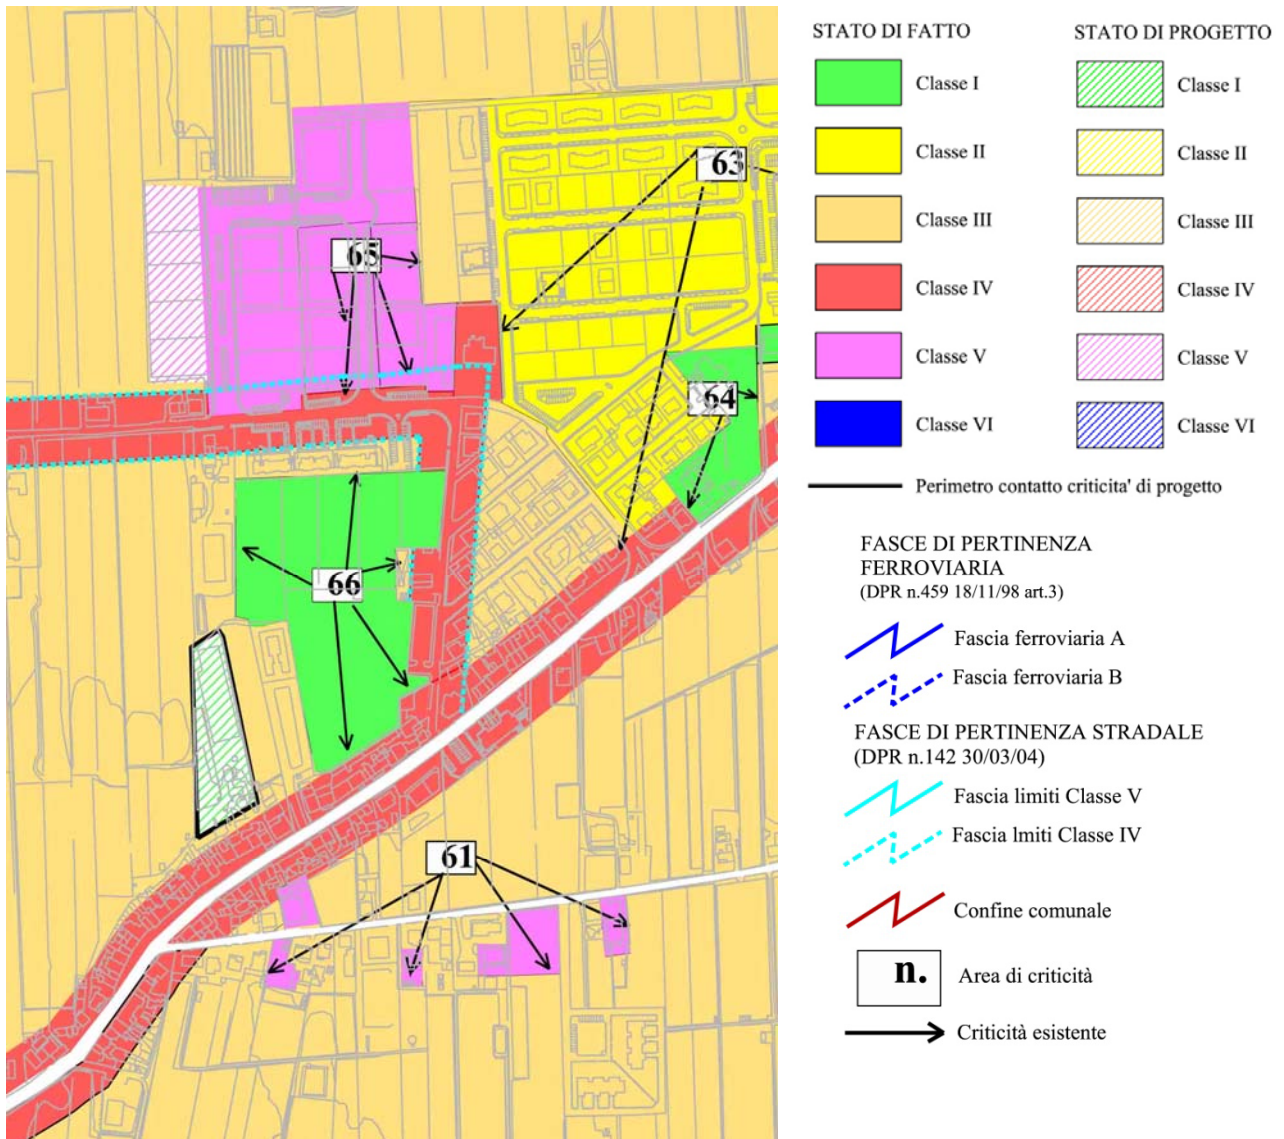 63
65
64
66
61
STATO DI FATTO
STATO DI PROGETTO
Classe I
Classe I
Classe II
Classe II
Classe III
Classe III
Classe IV
Classe IV
Classe V
Classe V
Classe VI
Classe VI
Perimetro contatto criticita' di progetto
FASCE DI PERTINENZA
FERROVIARIA
(DPR n.459 18/11/98 art.3)
Fascia ferroviaria A
Fascia ferroviaria B
FASCE DI PERTINENZA STRADALE
(DPR n.142 30/03/04)
Fascia limiti Classe V
Fascia lmiti Classe IV
Confine comunale
n.
Area di criticità
Criticità esistente